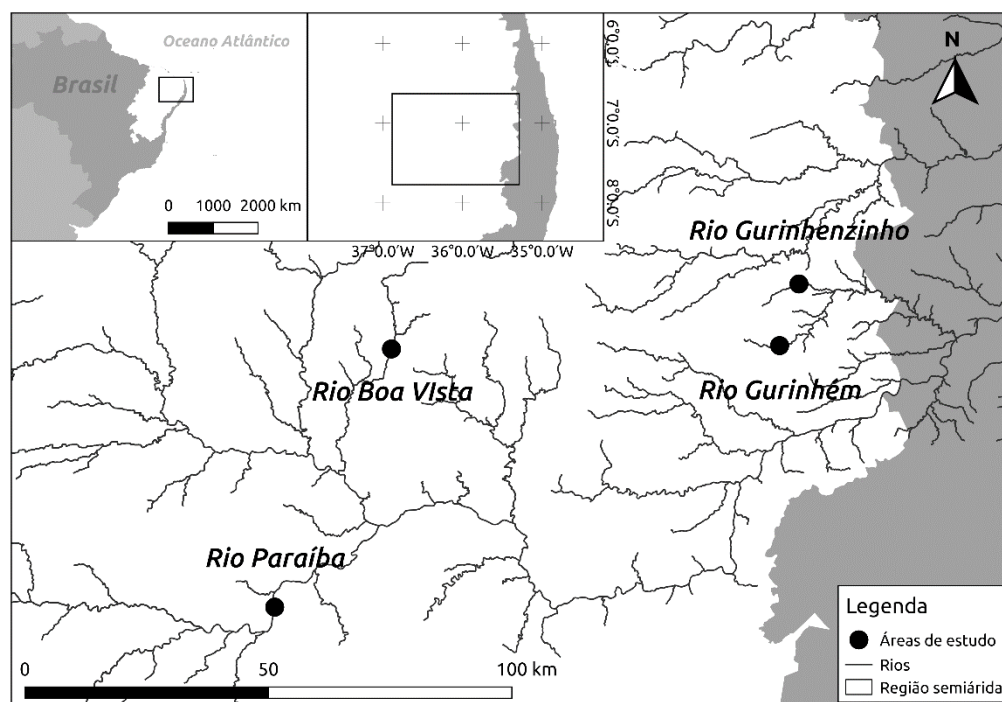 Oceano Atlântico
Brasil
0 1000 2000 km
6°0.0′S
7°0.0′S
8°0.0′S
37°0.0′W 36°0.0′W 35°0.0′W
N
Rio Gurinhenzinho
Rio Boa VIsta
Rio Gurinhém
Rio Paraíba
0 50 100 km
Legenda
Áreas de estudo
Rios
Região semiárida